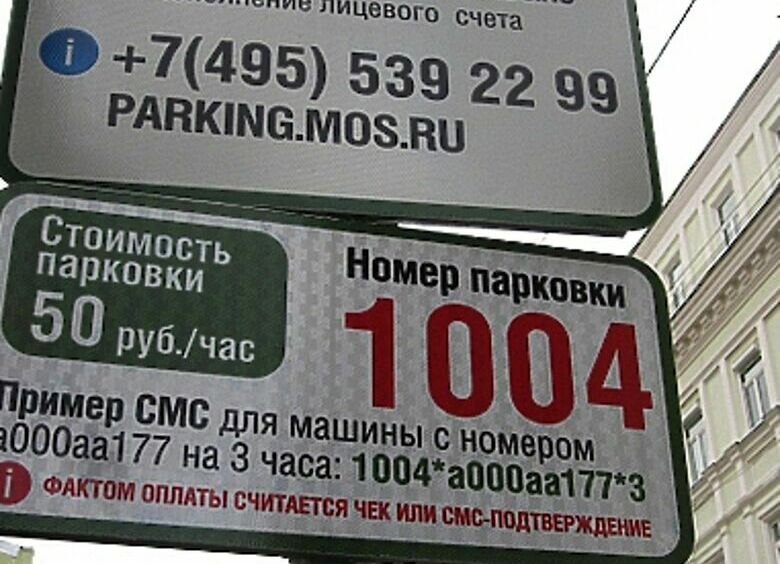 лицевого счета
i +7(495) 539 22 99
PARKING.MOS.RU
Стоимость
парковки
50 руб./час
Номер парковки
1004
Пример СМС для машины с номером
а000аа177 на 3 часа: 1004*а000аа177*3
i ФАКТОМ ОПЛАТЫ СЧИТАЕТСЯ ЧЕК ИЛИ СМС-ПОДТВЕРЖДЕНИЕ